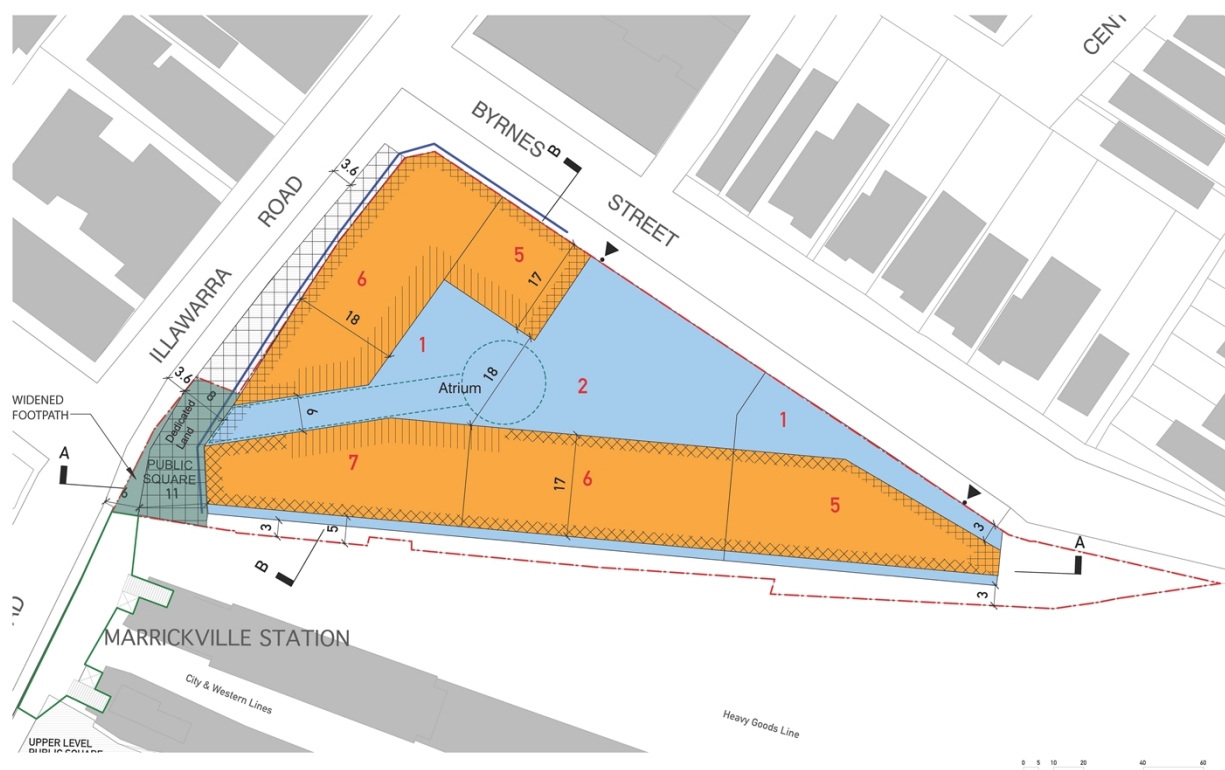 CENT
BYRNES
B
STREET
3.6
ROAD
ILLAWARRA
5
17
6
18
1
18
Atrium
2
1
3.6
8
Dedicated
Land
9
WIDENED
FOOTPATH
A
PUBLIC
SQUARE
11
6
7
17
6
5
3
A
3
5
3
B
AD
MARRICKVILLE STATION
City & Western Lines
Heavy Goods Line
UPPER LEVEL
PUBLIC SQUARE
0 5 10 20 40 60